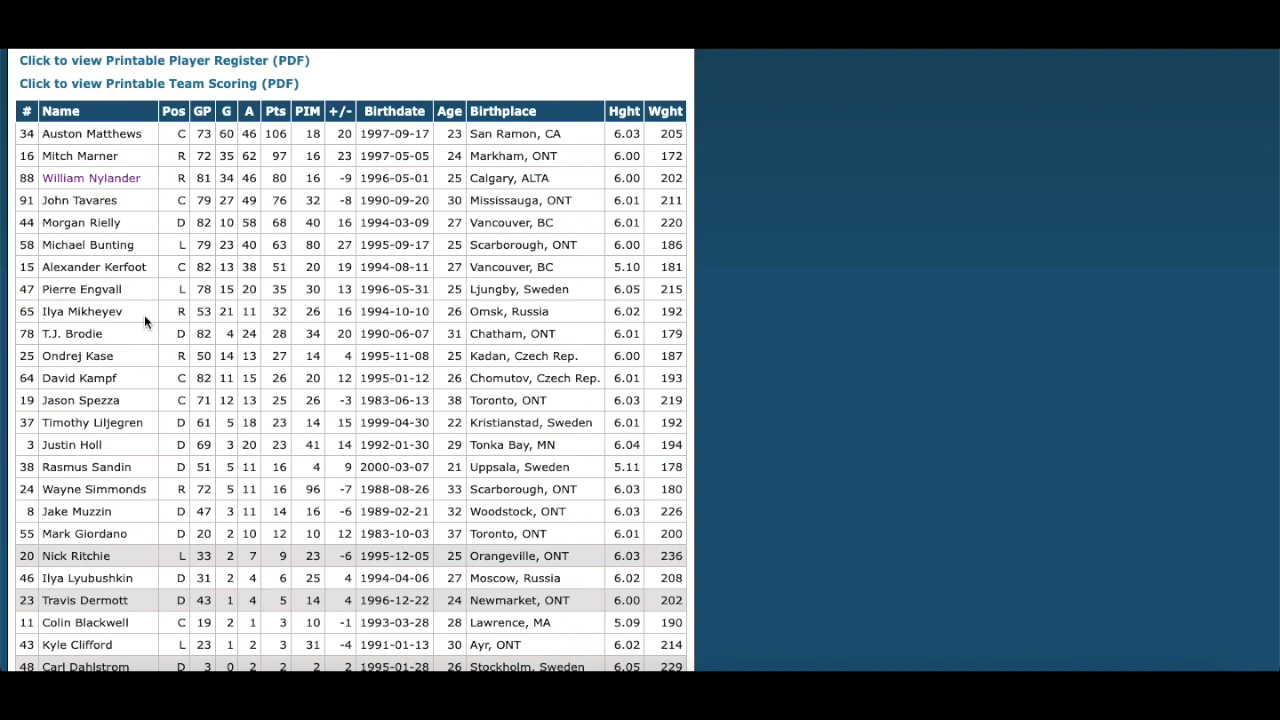 Click to view Printable Player Register (PDF)
Click to view Printable Team Scoring (PDF)
# Name Pos GP G A Pts PIM +/- Birthdate Age Birthplace Hght Wght
34 Auston Matthews C 73 60 46 106 18 20 1997-09-17 23 San Ramon, CA 6.03 205
16 Mitch Marner R 72 35 62 97 16 23 1997-05-05 24 Markham, ONT 6.00 172
88 William Nylander R 81 34 46 80 16 -9 1996-05-01 25 Calgary, ALTA 6.00 202
91 John Tavares C 79 27 49 76 32 -8 1990-09-20 30 Mississauga, ONT 6.01 211
44 Morgan Rielly D 82 10 58 68 40 16 1994-03-09 27 Vancouver, BC 6.01 220
58 Michael Bunting L 79 23 40 63 80 27 1995-09-17 25 Scarborough, ONT 6.00 186
15 Alexander Kerfoot C 82 13 38 51 20 19 1994-08-11 27 Vancouver, BC 5.10 181
47 Pierre Engvall L 78 15 20 35 30 13 1996-05-31 25 Ljungby, Sweden 6.05 215
65 Ilya Mikheyev R 53 21 11 32 26 16 1994-10-10 26 Omsk, Russia 6.02 192
78 T.J. Brodie D 82 4 24 28 34 20 1990-06-07 31 Chatham, ONT 6.01 179
25 Ondrej Kase R 50 14 13 27 14 4 1995-11-08 25 Kadan, Czech Rep. 6.00 187
64 David Kampf C 82 11 15 26 20 12 1995-01-12 26 Chomutov, Czech Rep. 6.01 193
19 Jason Spezza C 71 12 13 25 26 -3 1983-06-13 38 Toronto, ONT 6.03 219
37 Timothy Liljegren D 61 5 18 23 14 15 1999-04-30 22 Kristianstad, Sweden 6.01 192
3 Justin Holl D 69 3 20 23 41 14 1992-01-30 29 Tonka Bay, MN 6.04 194
38 Rasmus Sandin D 51 5 11 16 4 9 2000-03-07 21 Uppsala, Sweden 5.11 178
24 Wayne Simmonds R 72 5 11 16 96 -7 1988-08-26 33 Scarborough, ONT 6.03 180
8 Jake Muzzin D 47 3 11 14 16 -6 1989-02-21 32 Woodstock, ONT 6.03 226
55 Mark Giordano D 20 2 10 12 10 12 1983-10-03 37 Toronto, ONT 6.01 200
20 Nick Ritchie L 33 2 7 9 23 -6 1995-12-05 25 Orangeville, ONT 6.03 236
46 Ilya Lyubushkin D 31 2 4 6 25 4 1994-04-06 27 Moscow, Russia 6.02 208
23 Travis Dermott D 43 1 4 5 14 4 1996-12-22 24 Newmarket, ONT 6.00 202
11 Colin Blackwell C 19 2 1 3 10 -1 1993-03-28 28 Lawrence, MA 5.09 190
43 Kyle Clifford L 23 1 2 3 31 -4 1991-01-13 30 Ayr, ONT 6.02 214
48 Carl Dahlstrom D 3 0 2 2 2 2 1995-01-28 26 Stockholm, Sweden 6.05 229